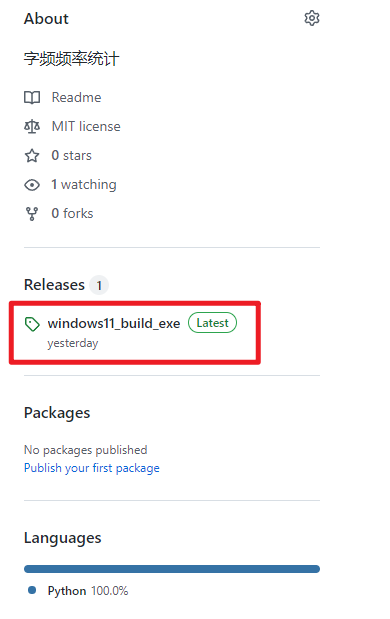 About
字频频率统计
Readme
MIT license
0 stars
1 watching
0 forks
Releases 1
windows11_build_exe Latest
yesterday
Packages
No packages published
Publish your first package
Languages
Python 100.0%